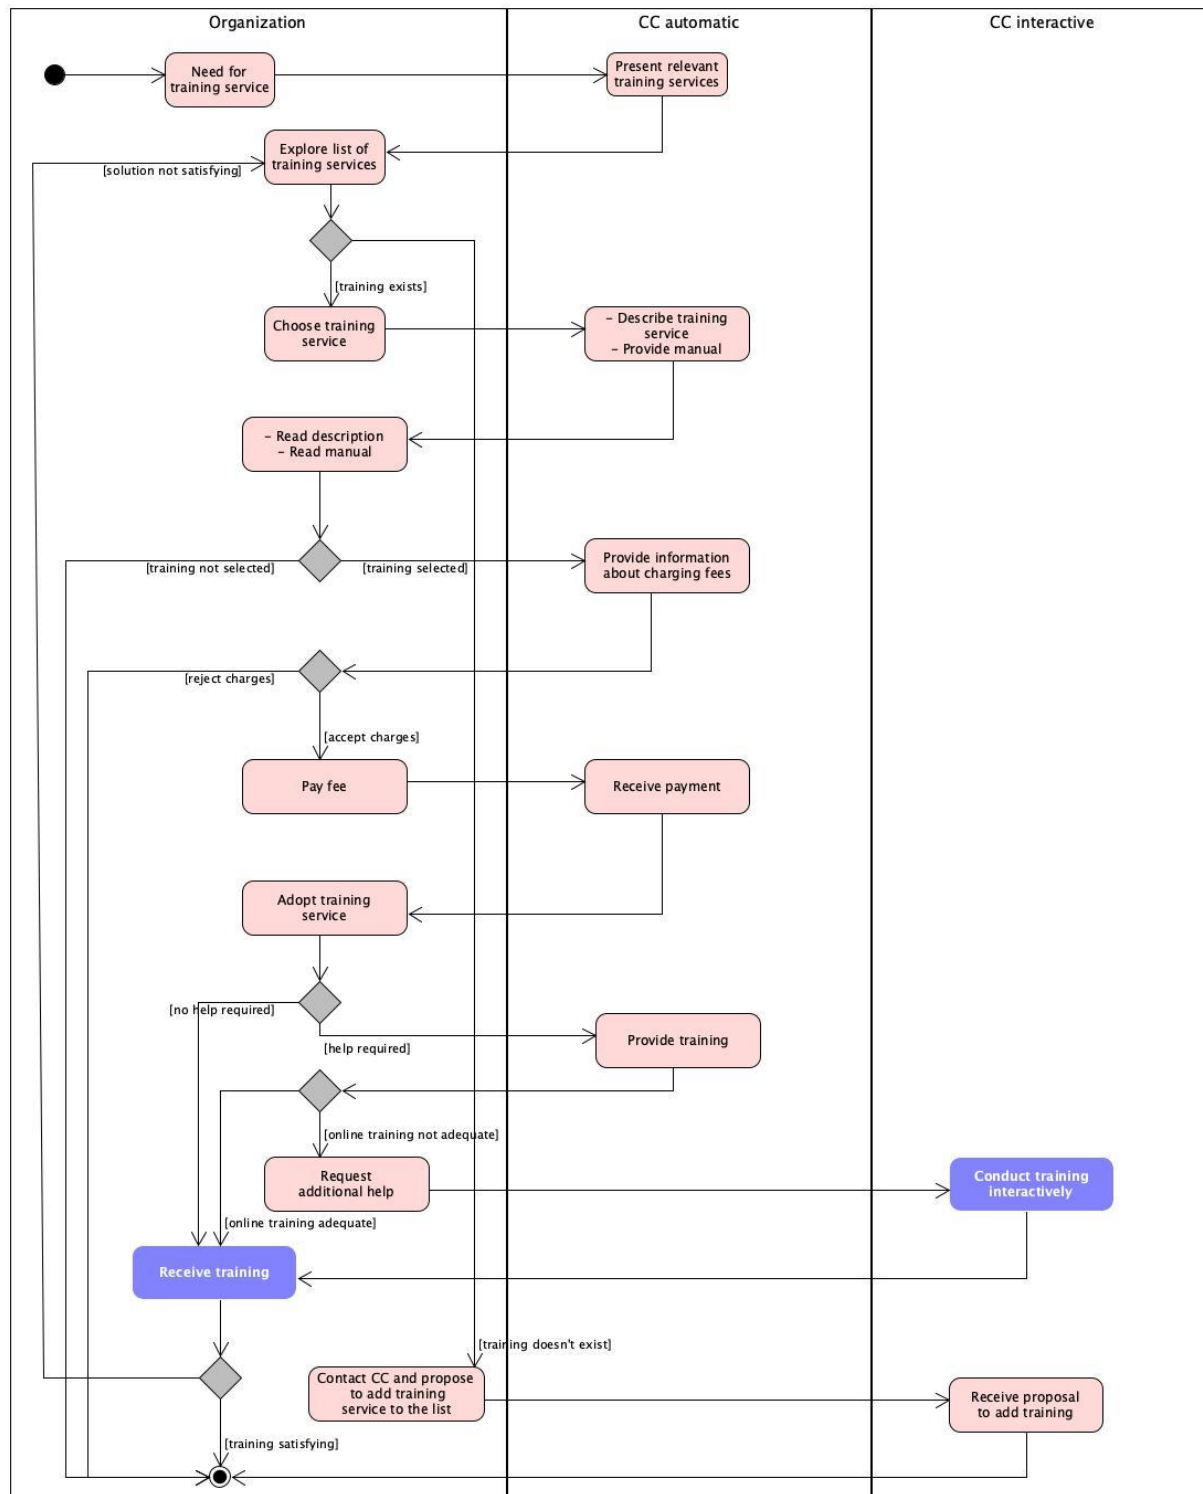 Organization
CC automatic
CC interactive
Need for
training service
Present relevant
training services
Explore list of
training services
[solution not satisfying]
[training exists]
Choose training
service
– Describe training
service
– Provide manual
– Read description
– Read manual
[training not selected]
[training selected]
Provide information
about charging fees
[reject charges]
[accept charges]
Pay fee
Receive payment
Adopt training
service
[no help required]
[help required]
Provide training
[online training not adequate]
Request
additional help
Conduct training
interactively
[online training adequate]
Receive training
[training doesn't exist]
Contact CC and propose
to add training
service to the list
Receive proposal
to add training
[training satisfying]